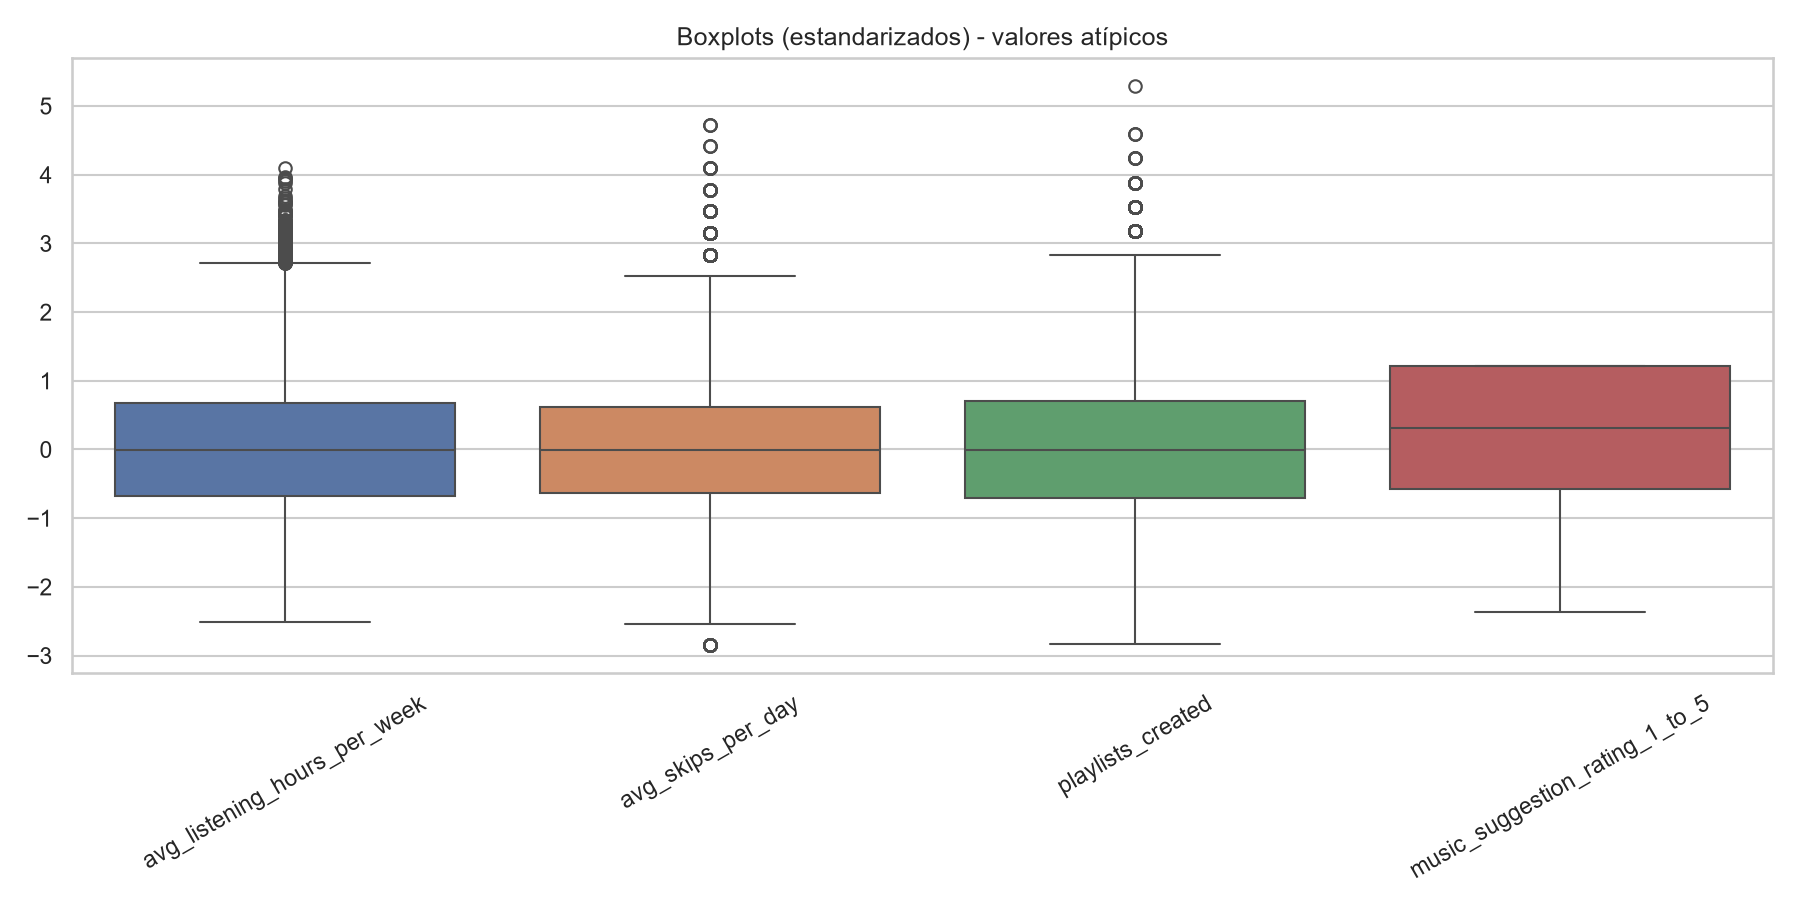 Boxplots (estandarizados) - valores atípicos
5
4
3
2
1
0
−1
−2
−3
avg_listening_hours_per_week
avg_skips_per_day
playlists_created
music_suggestion_rating_1_to_5